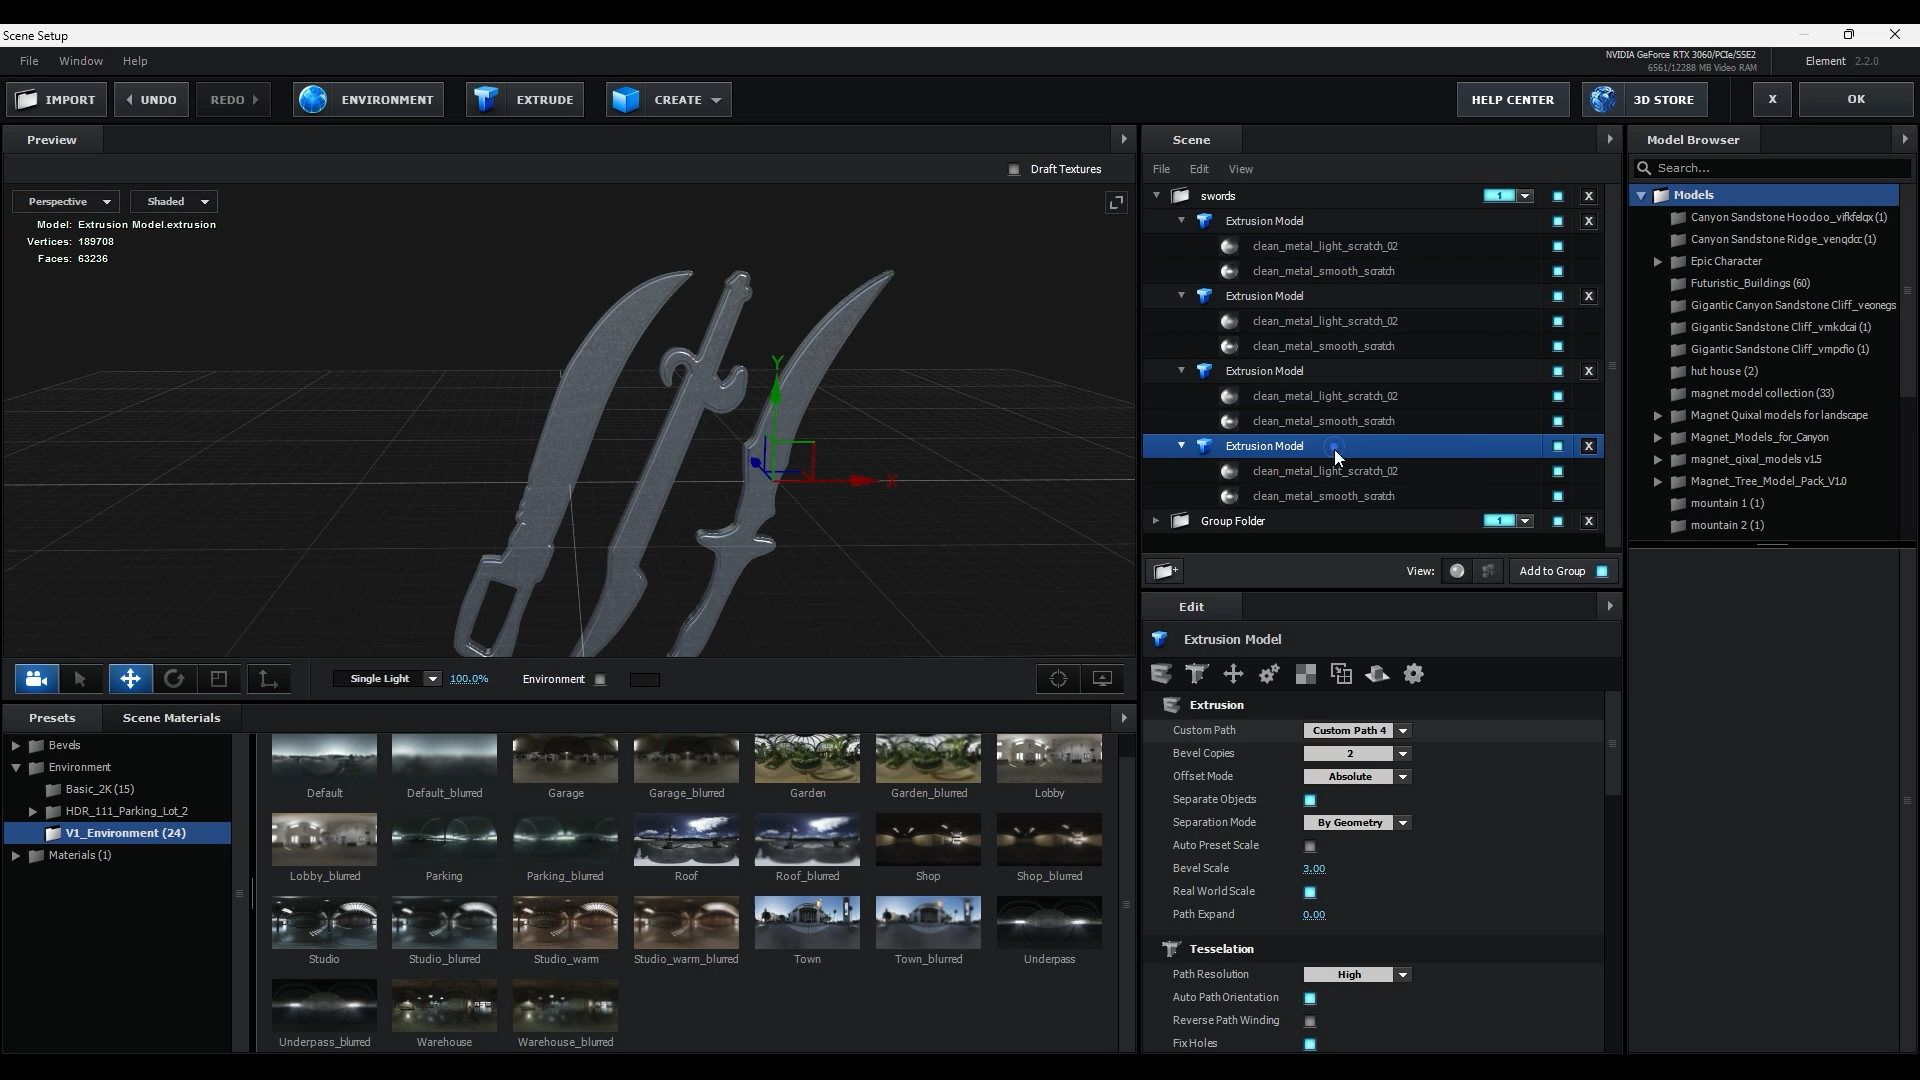 Scene Setup
File Window Help
NVIDIA GeForce RTX 3060/PCIe/SSE2
6561/12288 MB Video RAM
Element 2.2.0
IMPORT UNDO REDO ENVIRONMENT EXTRUDE CREATE HELP CENTER 3D STORE X OK
Preview
Draft Textures
Perspective Shaded
Model: Extrusion Model.extrusion
Vertices: 189708
Faces: 63236
Y
X
Single Light 100.0% Environment
Presets Scene Materials
Bevels
Environment
Basic_2K (15)
HDR_111_Parking_Lot_2
V1_Environment (24)
Materials (1)
Default Default_blurred Garage Garage_blurred Garden Garden_blurred Lobby
Lobby_blurred Parking Parking_blurred Roof Roof_blurred Shop Shop_blurred
Studio Studio_blurred Studio_warm Studio_warm_blurred Town Town_blurred Underpass
Underpass_blurred Warehouse Warehouse_blurred
Scene
File Edit View
swords 1 X
Extrusion Model X
clean_metal_light_scratch_02
clean_metal_smooth_scratch
Extrusion Model X
clean_metal_light_scratch_02
clean_metal_smooth_scratch
Extrusion Model X
clean_metal_light_scratch_02
clean_metal_smooth_scratch
Extrusion Model X
clean_metal_light_scratch_02
clean_metal_smooth_scratch
Group Folder 1 X
View: Add to Group
Edit
Extrusion Model
Extrusion
Custom Path Custom Path 4
Bevel Copies 2
Offset Mode Absolute
Separate Objects
Separation Mode By Geometry
Auto Preset Scale
Bevel Scale 3.00
Real World Scale
Path Expand 0.00
Tesselation
Path Resolution High
Auto Path Orientation
Reverse Path Winding
Fix Holes
Model Browser
Search...
Models
Canyon Sandstone Hoodoo_vifkfelqx (1)
Canyon Sandstone Ridge_venqdcc (1)
Epic Character
Futuristic_Buildings (60)
Gigantic Canyon Sandstone Cliff_veonegs
Gigantic Sandstone Cliff_vmkdcai (1)
Gigantic Sandstone Cliff_vmpcfio (1)
hut house (2)
magnet model collection (33)
Magnet Quixal models for landscape
Magnet_Models_for_Canyon
magnet_qixal_models v1.5
Magnet_Tree_Model_Pack_V1.0
mountain 1 (1)
mountain 2 (1)